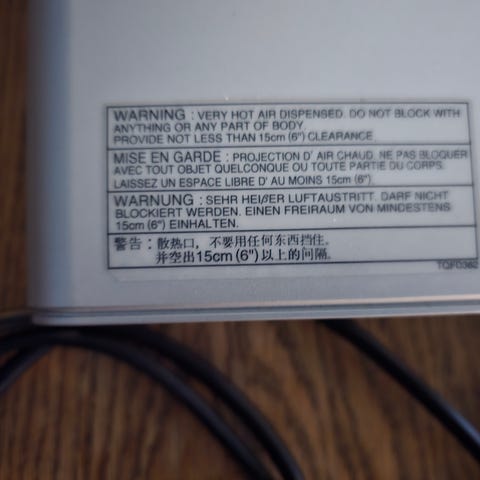 WARNING : VERY HOT AIR DISPENSED. DO NOT BLOCK WITH
ANYTHING OR ANY PART OF BODY.
PROVIDE NOT LESS THAN 15cm (6") CLEARANCE.
MISE EN GARDE : PROJECTION D' AIR CHAUD. NE PAS BLOQUER
AVEC TOUT OBJET QUELCONQUE OU TOUTE PARTIE DU CORPS.
LAISSEZ UN ESPACE LIBRE D' AU MOINS 15cm (6").
WARNUNG : SEHR HEIßER LUFTAUSTRITT. DARF NICHT
BLOCKIERT WERDEN. EINEN FREIRAUM VON MINDESTENS
15cm (6") EINHALTEN.
警告：散热口，不要用任何东西挡住。
并空出15cm (6") 以上的间隔。
TQFD362